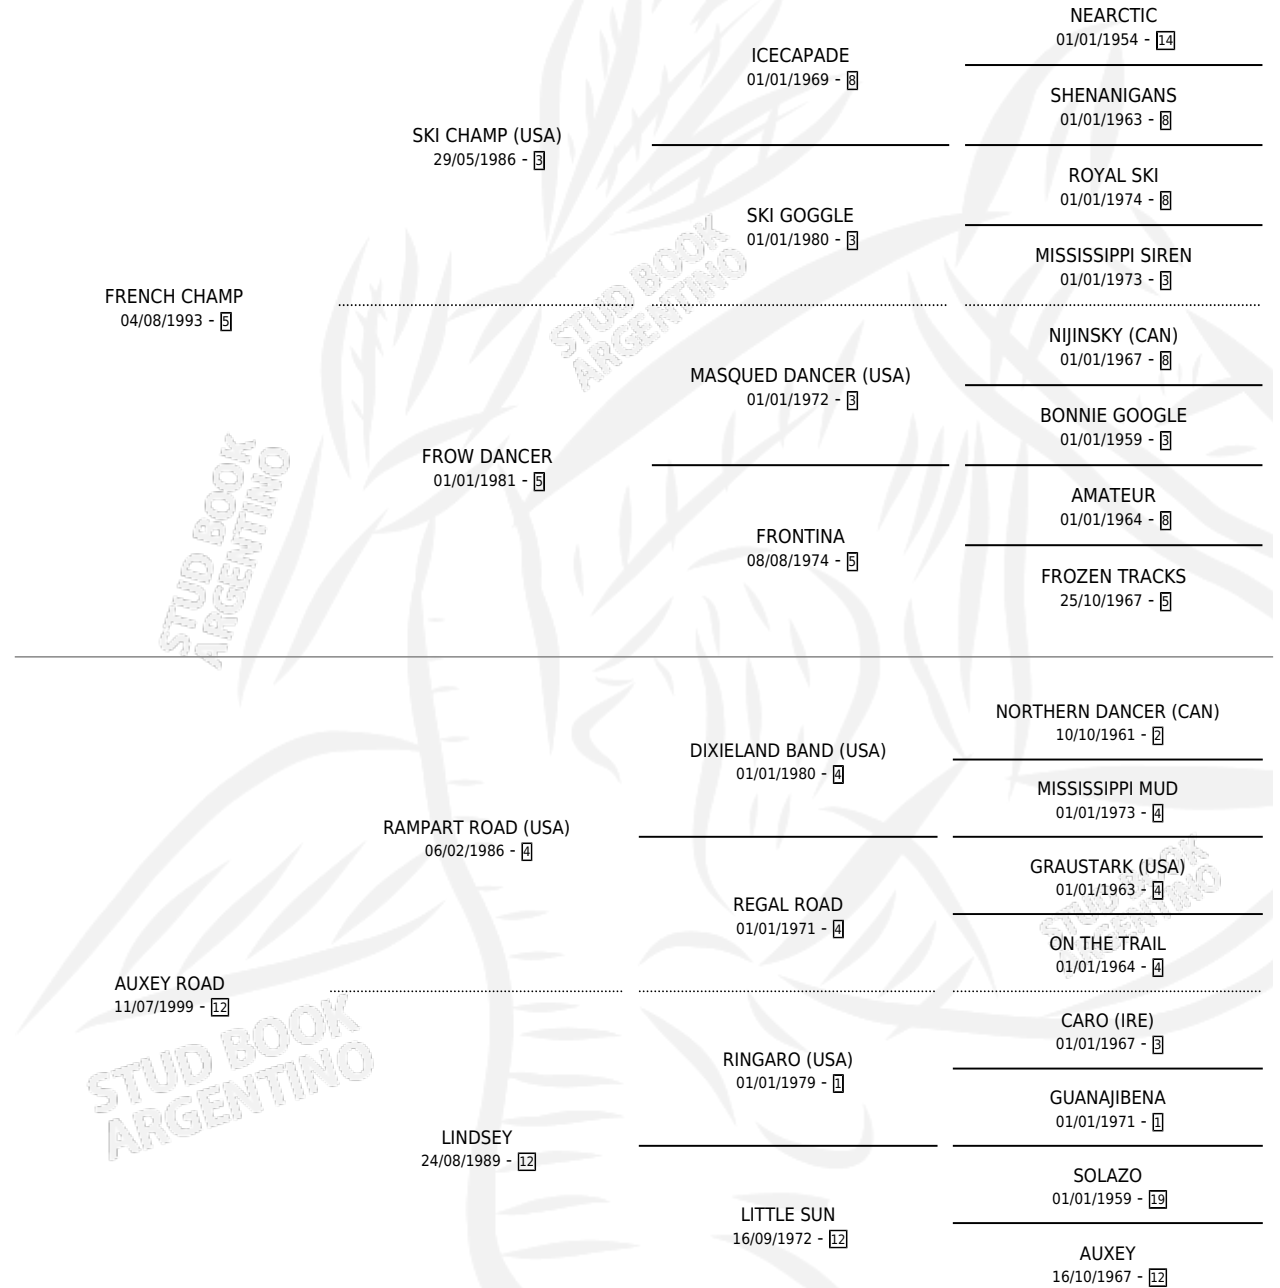 NEARCTIC
01/01/1954 - 14
ICECAPADE
01/01/1969 - 8
SHENANIGANS
01/01/1963 - 8
SKI CHAMP (USA)
29/05/1986 - 3
ROYAL SKI
01/01/1974 - 8
SKI GOGGLE
01/01/1980 - 3
MISSISSIPPI SIREN
01/01/1973 - 3
FRENCH CHAMP
04/08/1993 - 5
NIJINSKY (CAN)
01/01/1967 - 8
MASQUED DANCER (USA)
01/01/1972 - 3
BONNIE GOOGLE
01/01/1959 - 3
FROW DANCER
01/01/1981 - 5
AMATEUR
01/01/1964 - 8
FRONTINA
08/08/1974 - 5
FROZEN TRACKS
25/10/1967 - 5
NORTHERN DANCER (CAN)
10/10/1961 - 2
DIXIELAND BAND (USA)
01/01/1980 - 4
MISSISSIPPI MUD
01/01/1973 - 4
RAMPART ROAD (USA)
06/02/1986 - 4
GRAUSTARK (USA)
01/01/1963 - 4
REGAL ROAD
01/01/1971 - 4
ON THE TRAIL
01/01/1964 - 4
AUXEY ROAD
11/07/1999 - 12
CARO (IRE)
01/01/1967 - 3
RINGARO (USA)
01/01/1979 - 1
GUANAJIBENA
01/01/1971 - 1
LINDSEY
24/08/1989 - 12
SOLAZO
01/01/1959 - 19
LITTLE SUN
16/09/1972 - 12
AUXEY
16/10/1967 - 12
STUD BOOK
ARGENTINO
STUD BOOK
ARGENTINO
STUD BOOK
ARGENTINO
STUD BOOK
ARGENTINO